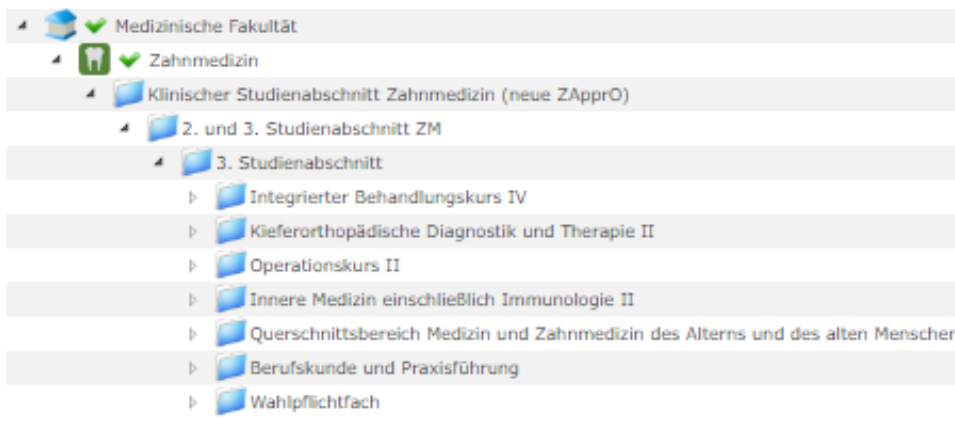 Medizinische Fakultät
Zahnmedizin
Klinischer Studienabschnitt Zahnmedizin (neue ZApprO)
2. und 3. Studienabschnitt ZM
3. Studienabschnitt
Integrierter Behandlungskurs IV
Kieferorthopädische Diagnostik und Therapie II
Operationskurs II
Innere Medizin einschließlich Immunologie II
Querschnittsbereich Medizin und Zahnmedizin des Alterns und des alten Menschen
Berufskunde und Praxisführung
Wahlpflichtfach